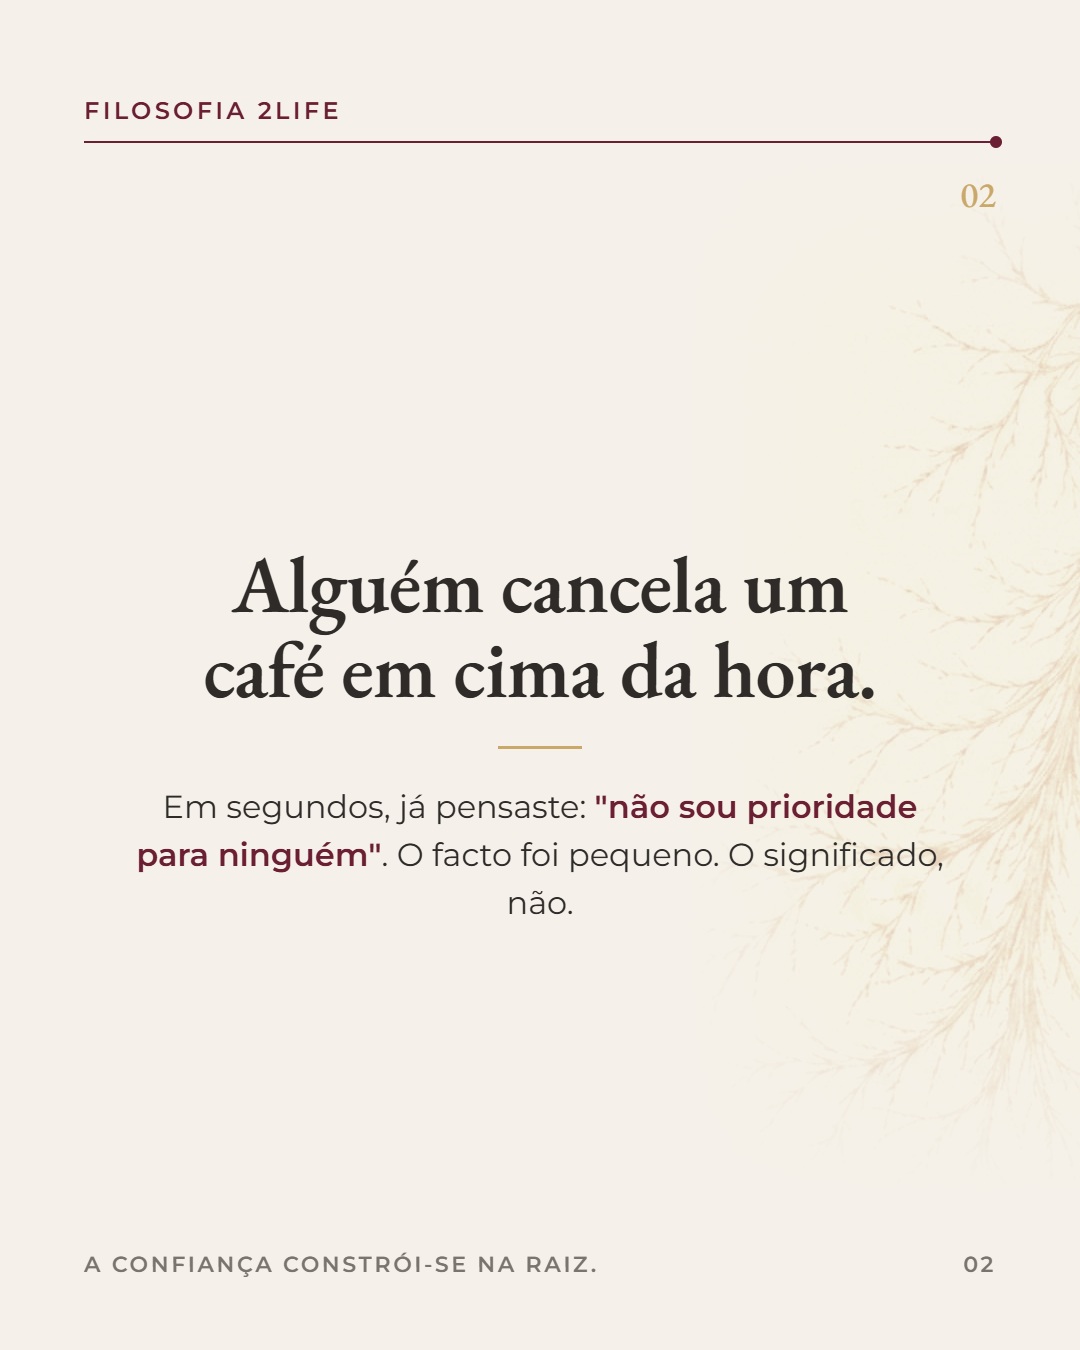 FILOSOFIA 2LIFE
02
Alguém cancela um
café em cima da hora.
Em segundos, já pensaste: "não sou prioridade
para ninguém". O facto foi pequeno. O significado,
não.
A CONFIANÇA CONSTRÓI-SE NA RAIZ.
02